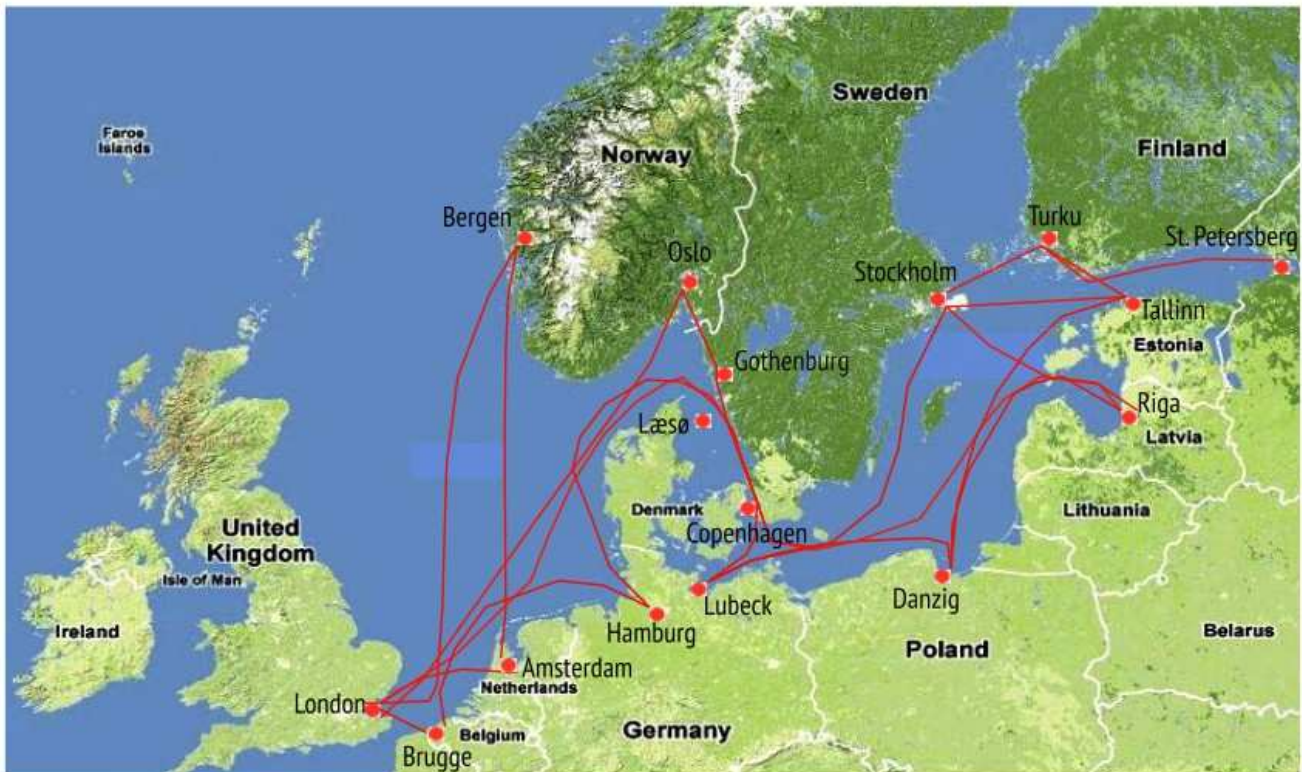 Sweden
Faroe
Islands
Norway
Finland
Bergen
Turku
St. Petersberg
Oslo
Stockholm
Tallinn
Estonia
Gothenburg
Riga
Læsø
Latvia
Denmark
Lithuania
United
Kingdom
Copenhagen
Isle of Man
Lubeck
Danzig
Hamburg
Ireland
Belarus
Poland
Amsterdam
Netherlands
London
Germany
Belgium
Brugge